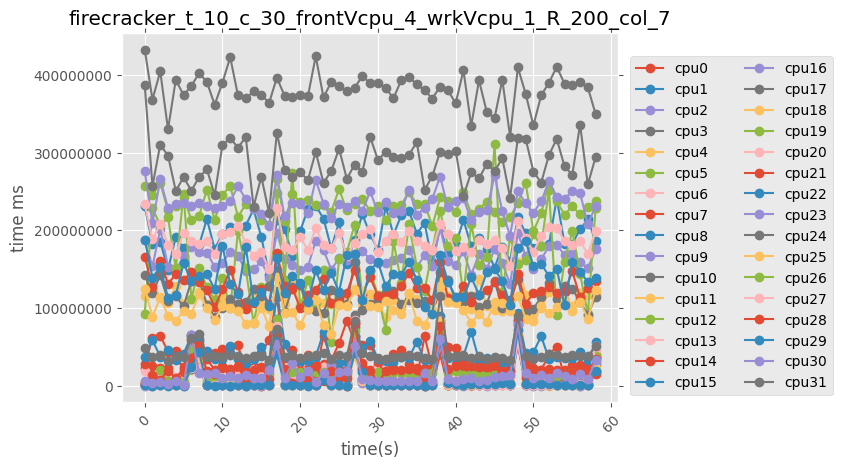 firecracker_t_10_c_30_frontVcpu_4_wrkVcpu_1_R_200_col_7
400000000
300000000
200000000
100000000
0
time ms
0
10
20
30
40
50
60
time(s)
cpu0
cpu1
cpu2
cpu3
cpu4
cpu5
cpu6
cpu7
cpu8
cpu9
cpu10
cpu11
cpu12
cpu13
cpu14
cpu15
cpu16
cpu17
cpu18
cpu19
cpu20
cpu21
cpu22
cpu23
cpu24
cpu25
cpu26
cpu27
cpu28
cpu29
cpu30
cpu31